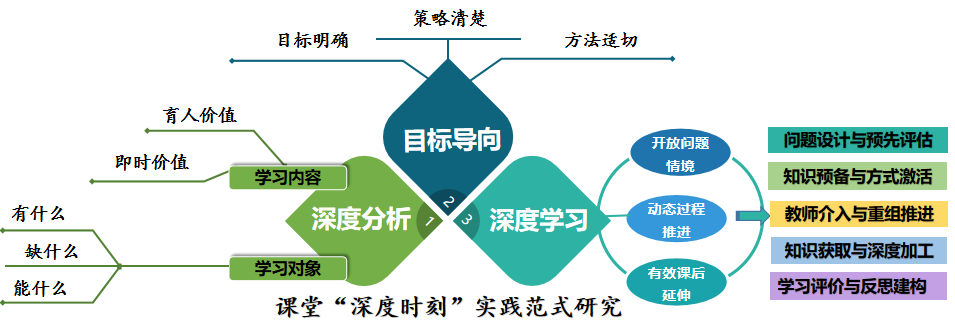 策略清楚
目标明确
方法适切
目标导向
育人价值
即时价值
学习内容
有什么
缺什么
能什么
学习对象
深度分析
1
2
3
深度学习
开放问题
情境
动态过程
推进
有效课后
延伸
问题设计与预先评估
知识预备与方式激活
教师介入与重组推进
知识获取与深度加工
学习评价与反思建构
课堂“深度时刻”实践范式研究